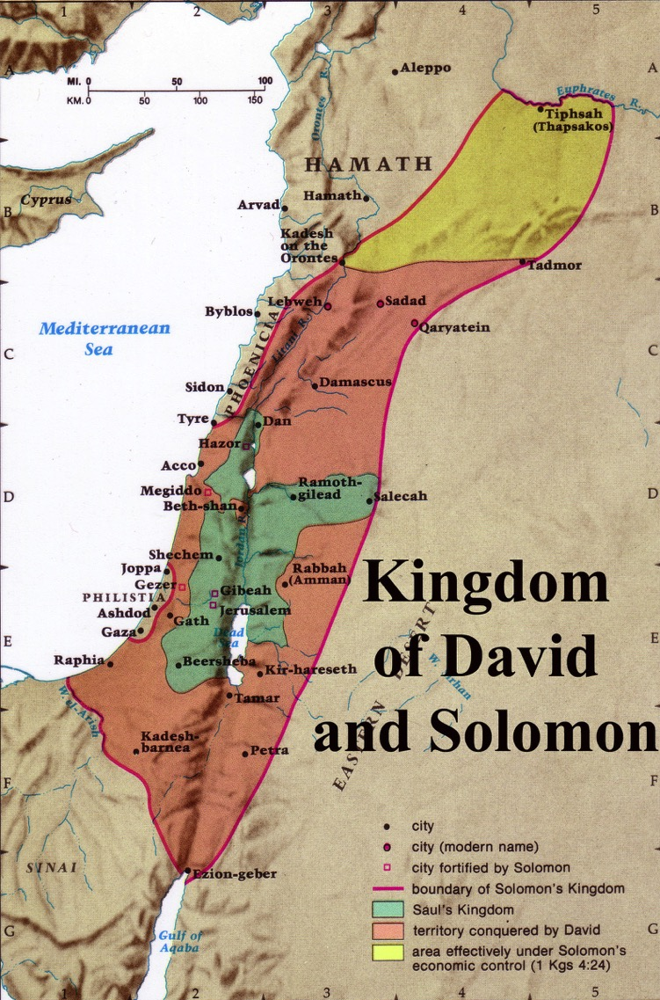 1 2 3 4 5
A A
MI. 0 50 100
KM. 0 50 100 150
Aleppo
Orontes R.
Euphrates R.
Tiphsah
(Thapsakos)
HAMATH
Cyprus
Arvad
Hamath
B B
Kadesh
on the
Orontes
Tadmor
Lebweh
Sadad
Byblos
Qaryatein
Mediterranean
Sea
PHOENICIA
Litani R.
C C
Sidon
Damascus
Tyre
Dan
Hazor
Acco
Megiddo
Ramoth-
gilead
D D
Beth-shan
Salecah
Jordan R.
Shechem
Joppa
Rabbah
(Amman)
Gezer
Gibeah
PHILISTIA
Ashdod
Jerusalem
Gath
Gaza
Dead
Sea
E E
Raphia
Beersheba
Kir-hareseth
Tamar
W. el-Arish
Kadesh-
barnea
Petra
EASTERN DESERT
Kingdom
of David
and Solomon
F F
SINAI
Ezion-geber
Gulf of
Aqaba
G G
city
city (modern name)
city fortified by Solomon
boundary of Solomon's Kingdom
Saul's Kingdom
territory conquered by David
area effectively under Solomon's
economic control (1 Kgs 4:24)
1 2 3 4 5